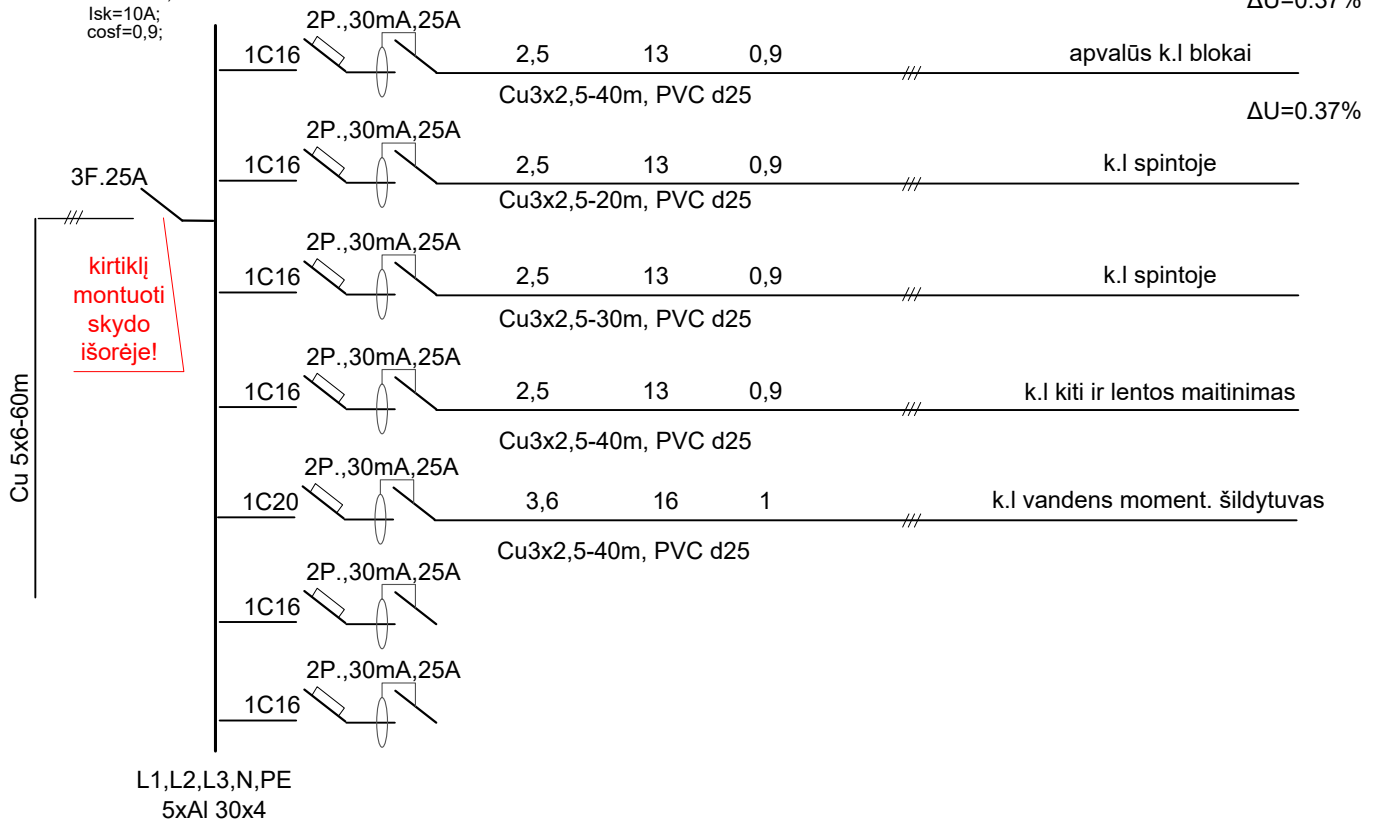 Isk=10A;
cosf=0,9;
2P.,30mA,25A
1C16
2,5 13 0,9
apvalūs k.l blokai
Cu3x2,5-40m, PVC d25
ΔU=0.37%
2P.,30mA,25A
1C16
2,5 13 0,9
k.l spintoje
Cu3x2,5-20m, PVC d25
3F.25A
kirtiklį
montuoti
skydo
išorėje!
2P.,30mA,25A
1C16
2,5 13 0,9
k.l spintoje
Cu3x2,5-30m, PVC d25
2P.,30mA,25A
1C16
2,5 13 0,9
k.l kiti ir lentos maitinimas
Cu3x2,5-40m, PVC d25
Cu 5x6-60m
2P.,30mA,25A
1C20
3,6 16 1
k.l vandens moment. šildytuvas
Cu3x2,5-40m, PVC d25
2P.,30mA,25A
1C16
2P.,30mA,25A
1C16
L1,L2,L3,N,PE
5xAl 30x4